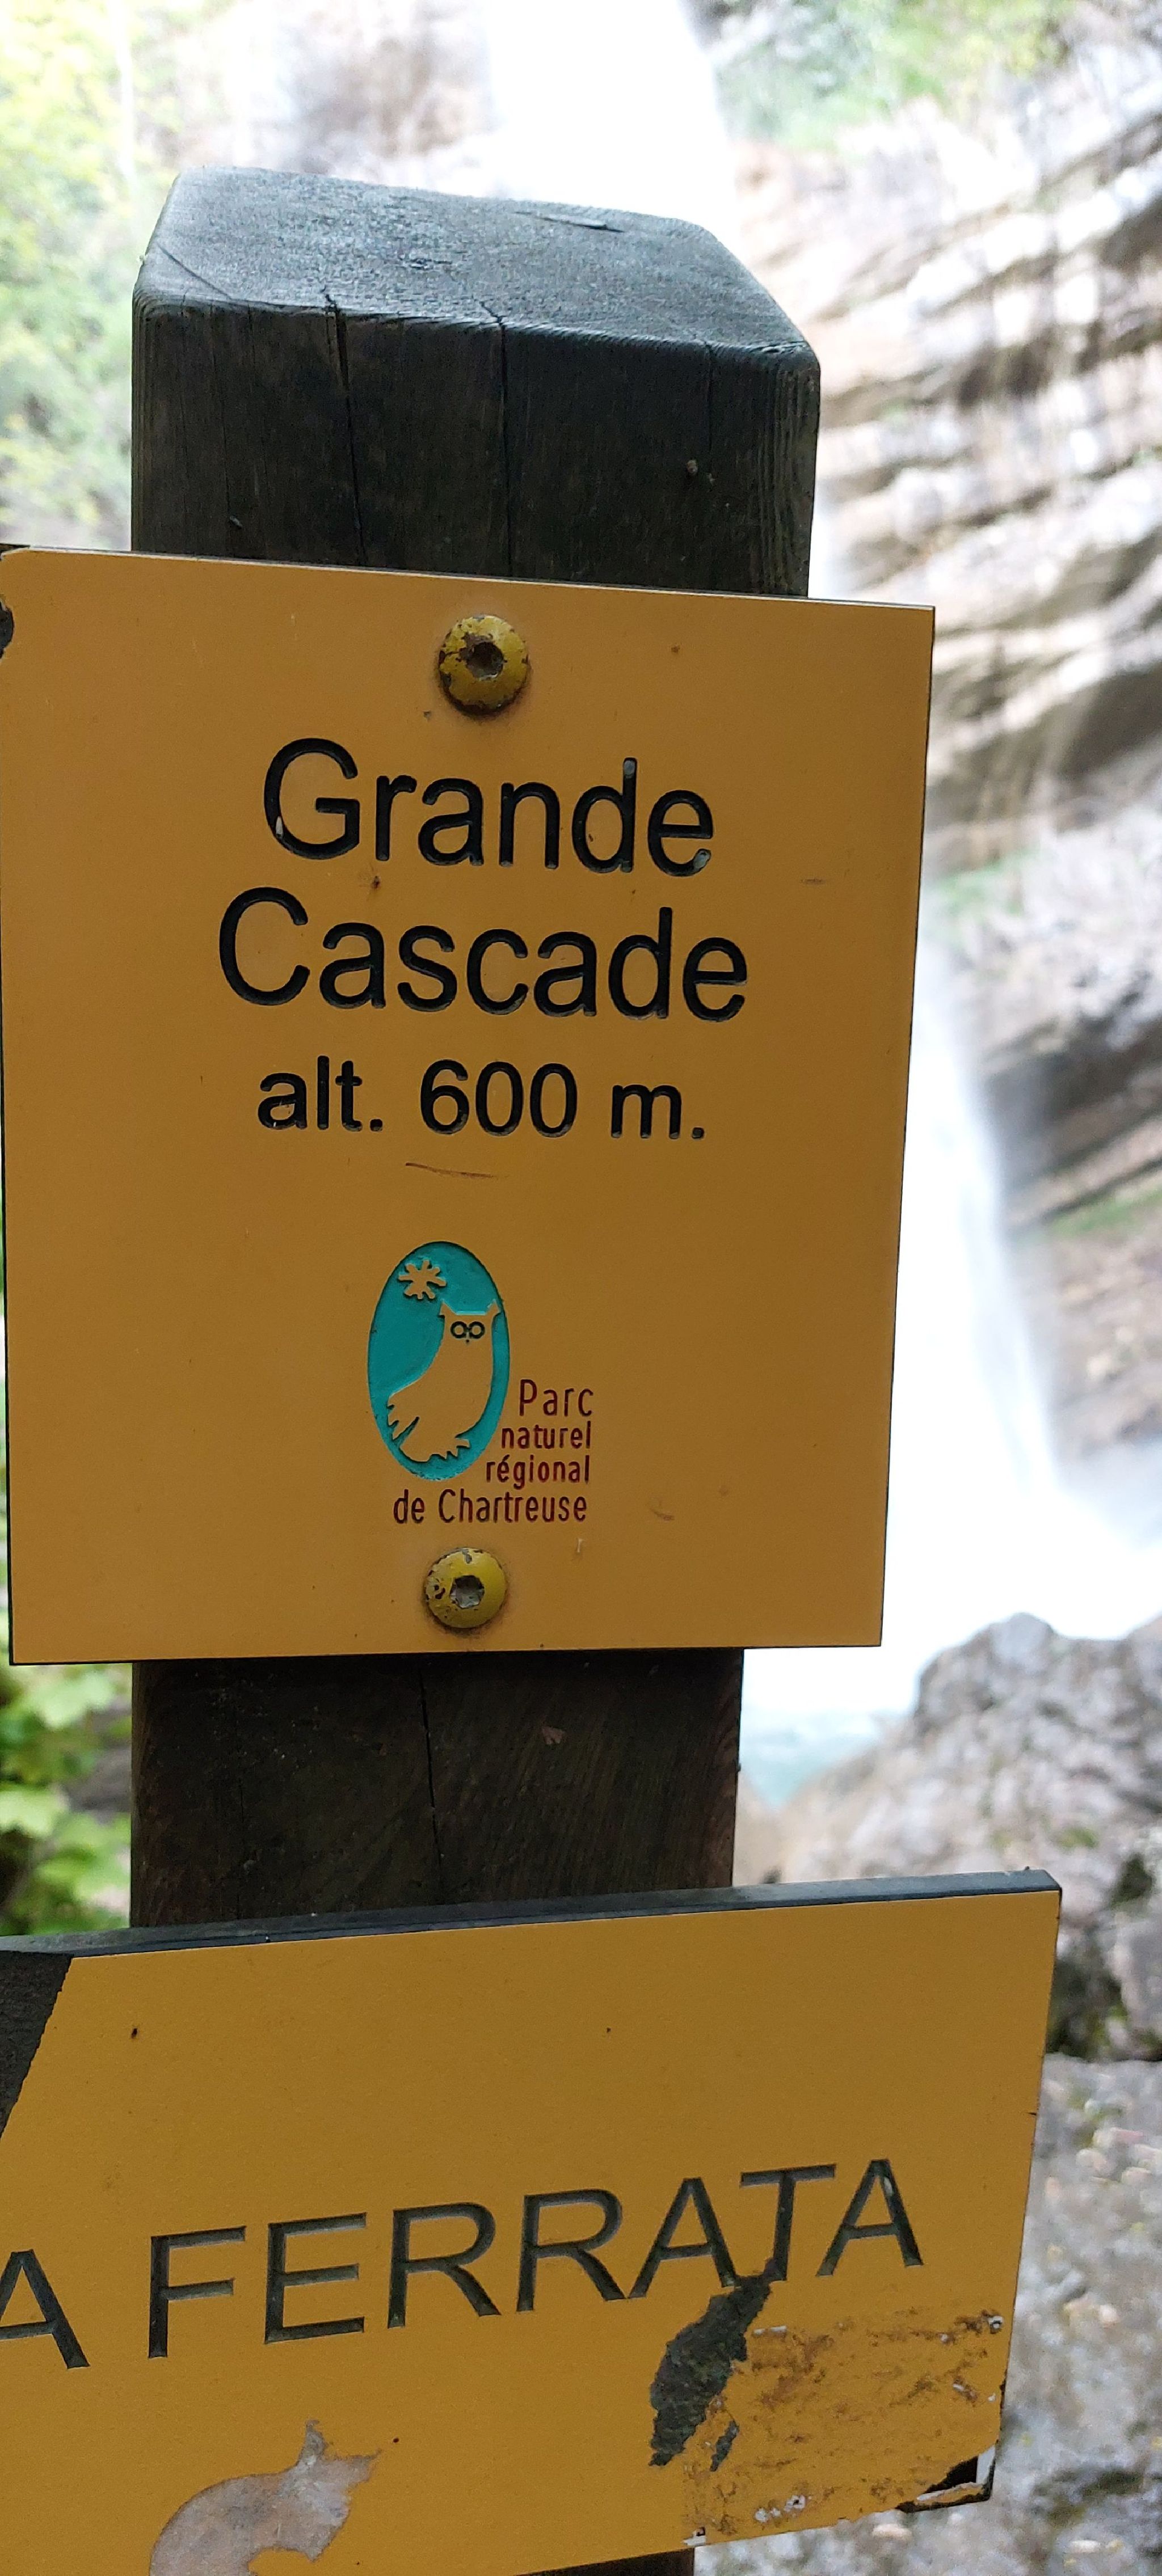 Grande
Cascade
alt. 600 m.
Parc
naturel
régional
de Chartreuse
A FERRATA